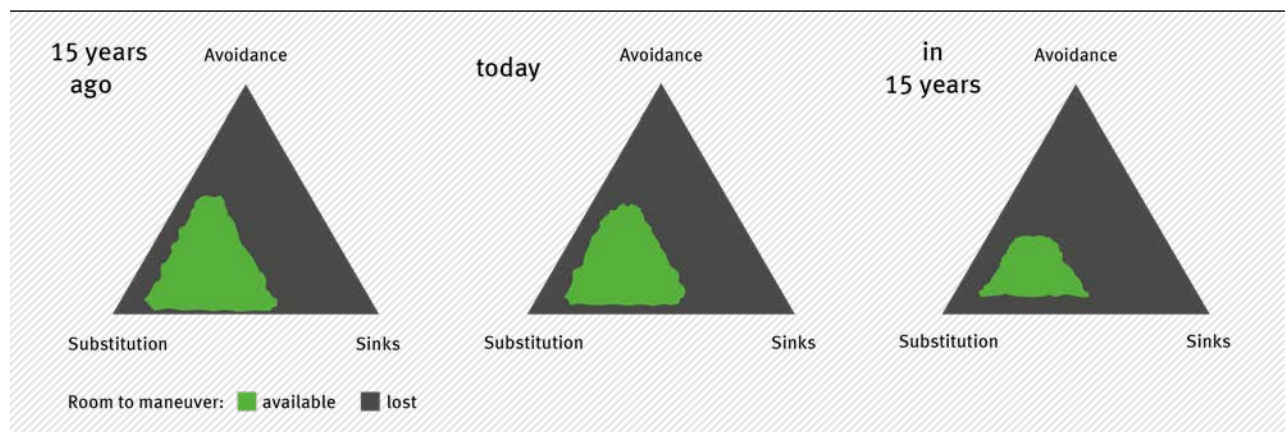 15 years
ago
Avoidance
Substitution
Sinks
today
Avoidance
Substitution
Sinks
in
15 years
Avoidance
Substitution
Sinks
Room to maneuver: available lost